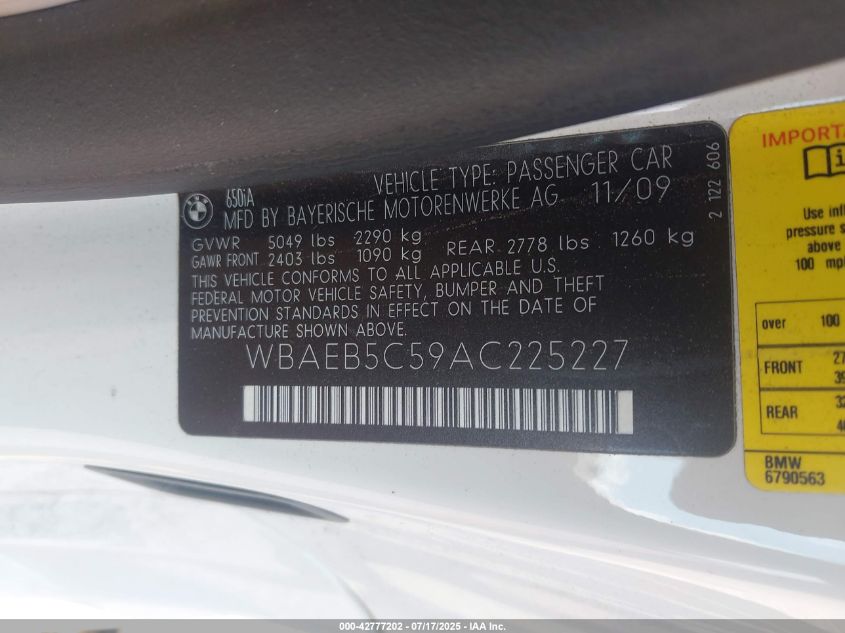 650iA
VEHICLE TYPE: PASSENGER CAR
MFD BY BAYERISCHE MOTORENWERKE AG 11/09
GVWR 5049 lbs 2290 kg
GAWR FRONT 2403 lbs 1090 kg REAR 2778 lbs 1260 kg
THIS VEHICLE CONFORMS TO ALL APPLICABLE U.S.
FEDERAL MOTOR VEHICLE SAFETY, BUMPER AND THEFT
PREVENTION STANDARDS IN EFFECT ON THE DATE OF
MANUFACTURE SHOWN ABOVE.
WBAEB5C59AC225227
2 122 606
Use
pressure
above
100
over 100
FRONT
REAR
BMW
6790563
000-42777202 - 07/17/2025 - IAA Inc.